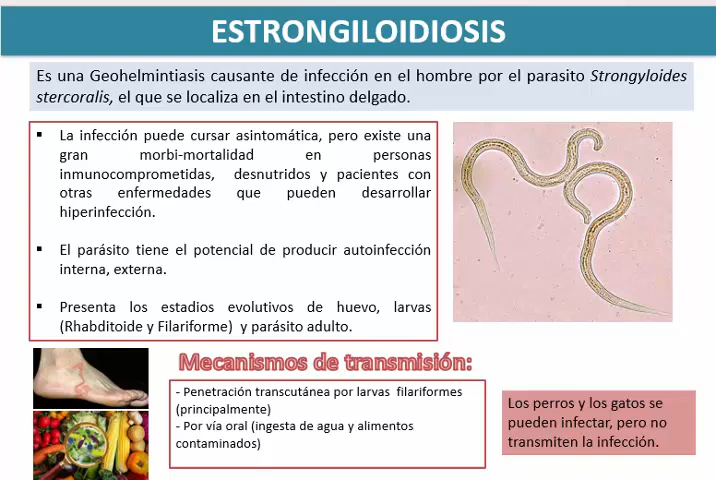 ESTRONGILOIDIOSIS
Es una Geohelmintiasis causante de infección en el hombre por el parasito Strongyloides
stercoralis, el que se localiza en el intestino delgado.
▪ La infección puede cursar asintomática, pero existe una
gran morbi-mortalidad en personas
inmunocomprometidas, desnutridos y pacientes con
otras enfermedades que pueden desarrollar
hiperinfección.
▪ El parásito tiene el potencial de producir autoinfección
interna, externa.
▪ Presenta los estadios evolutivos de huevo, larvas
(Rhabditoide y Filariforme) y parásito adulto.
Mecanismos de transmisión:
- Penetración transcutánea por larvas filariformes
(principalmente)
- Por vía oral (ingesta de agua y alimentos
contaminados)
Los perros y los gatos se
pueden infectar, pero no
transmiten la infección.